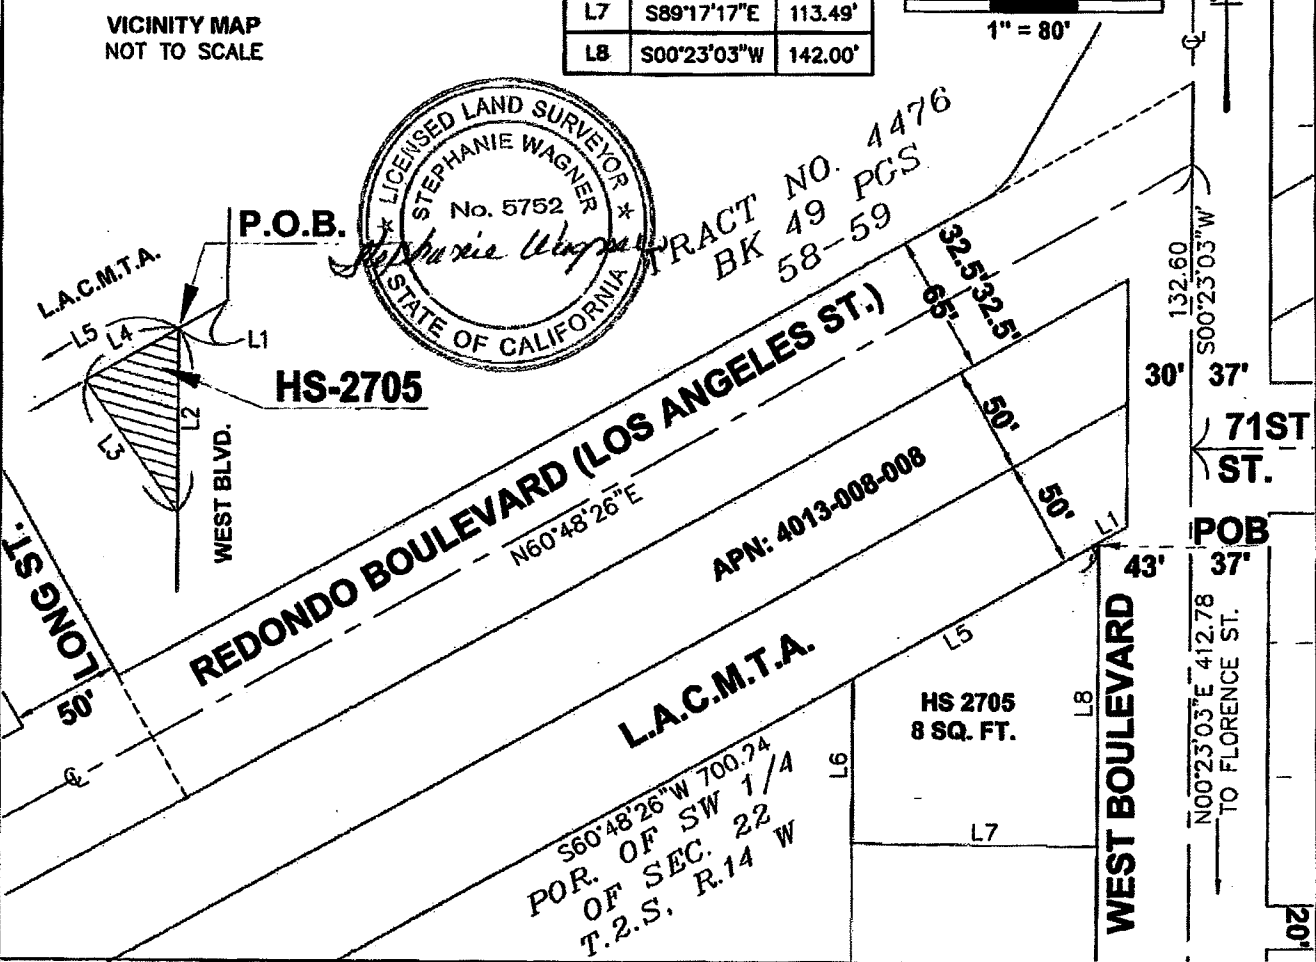 VICINITY MAP
NOT TO SCALE
L7 S89°17'17"E 113.49'
L8 S00°23'03"W 142.00'
1" = 80'
LICENSED LAND SURVEYOR
STEPHANIE WAGNER
No. 5752
STATE OF CALIFORNIA
Stephanie Wagner
TRACT NO. 4476
BK 49 PGS
58-59
P.O.B.
L.A.C.M.T.A.
L5
L4
L1
HS-2705
L2
L3
WEST BLVD.
LONG ST.
50'
REDONDO BOULEVARD (LOS ANGELES ST.)
N60°48'26"E
32.5'
32.5'
65'
50'
50'
APN: 4013-008-008
L.A.C.M.T.A.
132.60
S00°23'03"W'
30' 37'
71ST
ST.
L1
POB
43' 37'
L5
HS 2705
8 SQ. FT.
L8
L6
L7
WEST BOULEVARD
N00°23'03"E 412.78
TO FLORENCE ST.
S60°48'26"W 700.74
POR. OF SW 1/4
OF SEC. 22
T.2.S, R.14 W
20'
℄
℄